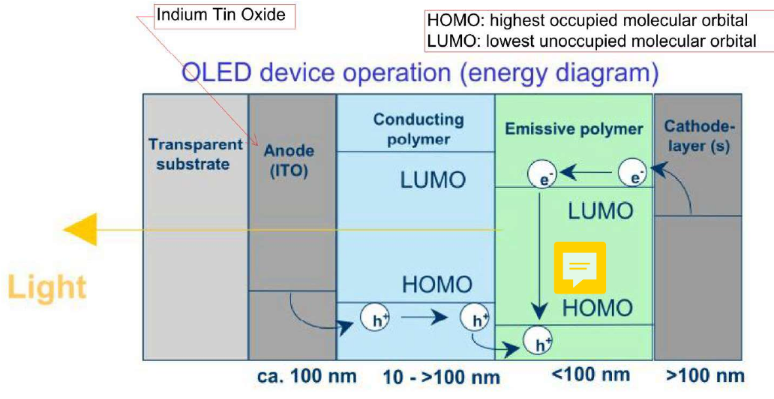 Indium Tin Oxide
HOMO: highest occupied molecular orbital
LUMO: lowest unoccupied molecular orbital
OLED device operation (energy diagram)
Transparent
substrate
Anode
(ITO)
Conducting
polymer
Emissive polymer
Cathode-
layer (s)
LUMO
e-
e-
LUMO
Light
HOMO
HOMO
h+
h+
h+
ca. 100 nm
10 - >100 nm
<100 nm
>100 nm